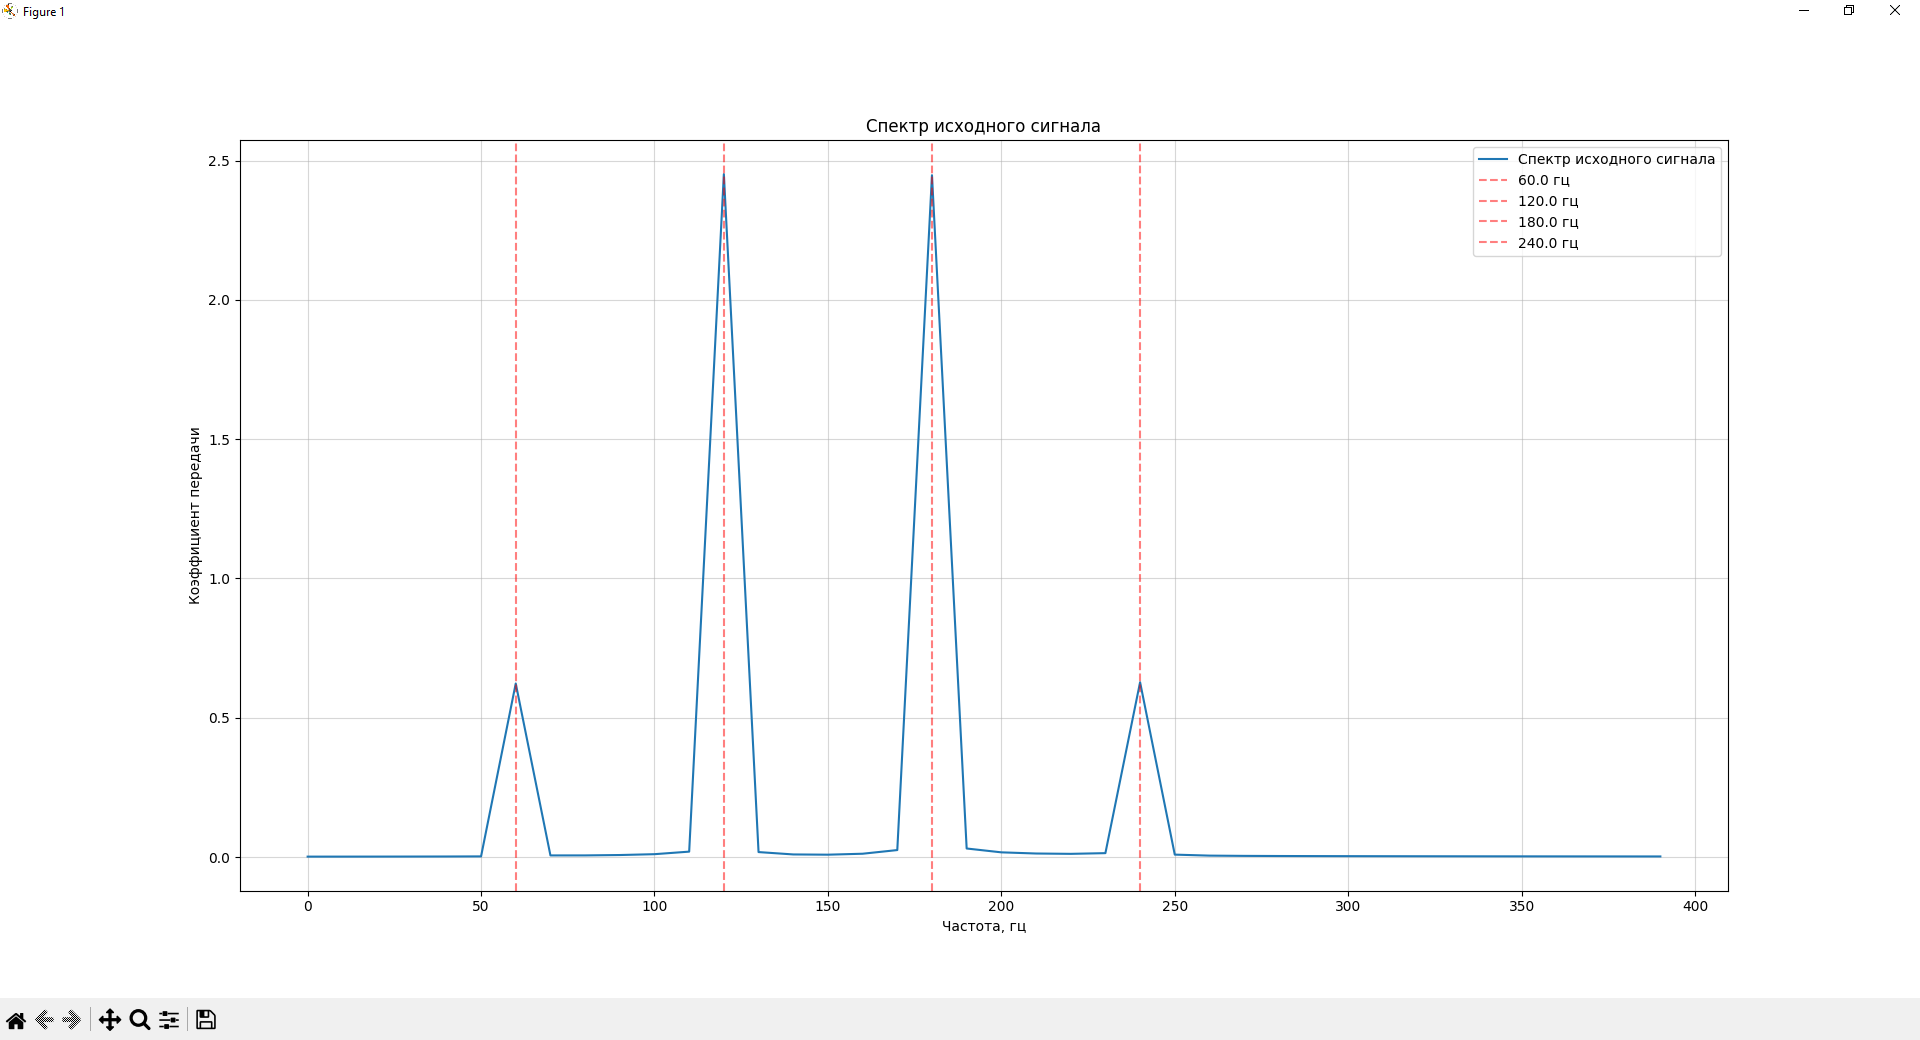 Figure 1
Спектр исходного сигнала
Спектр исходного сигнала
60.0 гц
120.0 гц
180.0 гц
240.0 гц
Коэффициент передачи
2.5
2.0
1.5
1.0
0.5
0.0
0 50 100 150 200 250 300 350 400
Частота, гц